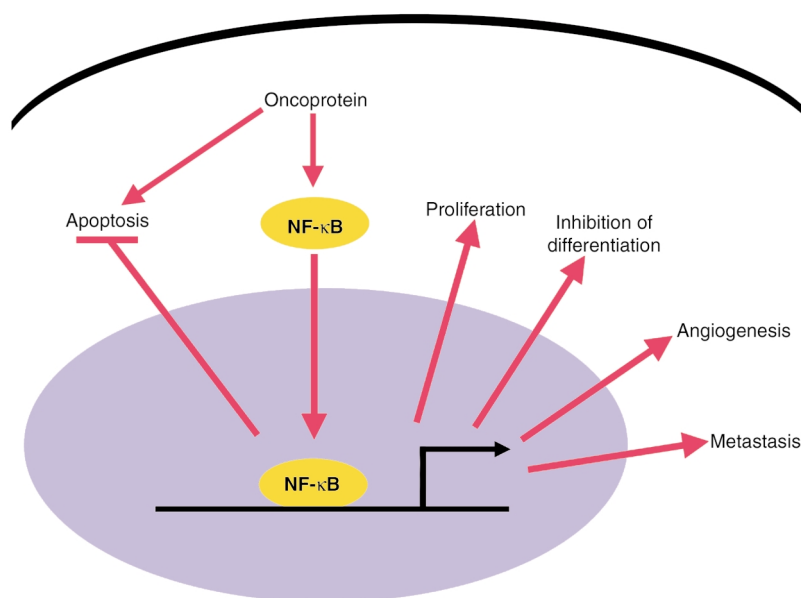 Oncoprotein
Apoptosis
NF-κB
Proliferation
Inhibition of
differentiation
Angiogenesis
Metastasis
NF-κB